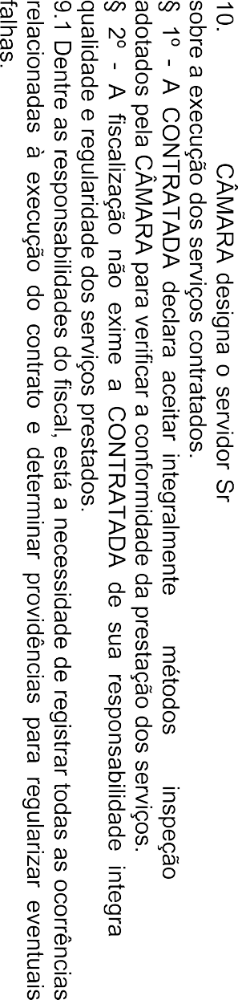 10. CÂMARA designa o servidor Sr
sobre a execução dos serviços contratados.
§ 1º - A CONTRATADA declara aceitar integralmente métodos inspeção
adotados pela CÂMARA para verificar a conformidade da prestação dos serviços.
§ 2º - A fiscalização não exime a CONTRATADA de sua responsabilidade integra
qualidade e regularidade dos serviços prestados.
9.1 Dentre as responsabilidades do fiscal, está a necessidade de registrar todas as ocorrências
relacionadas à execução do contrato e determinar providências para regularizar eventuais
falhas.